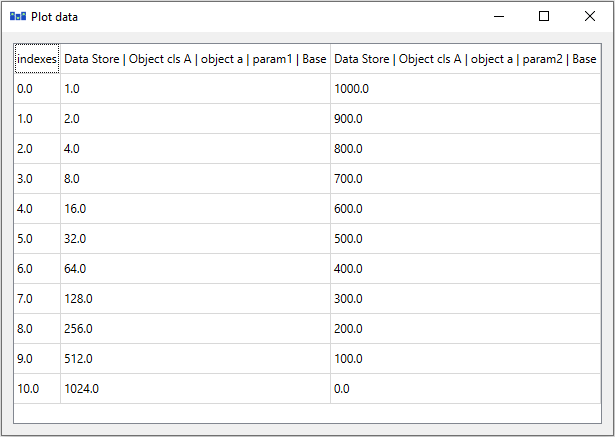 Plot data
indexes Data Store | Object cls A | object a | param1 | Base Data Store | Object cls A | object a | param2 | Base
0.0 1.0 1000.0
1.0 2.0 900.0
2.0 4.0 800.0
3.0 8.0 700.0
4.0 16.0 600.0
5.0 32.0 500.0
6.0 64.0 400.0
7.0 128.0 300.0
8.0 256.0 200.0
9.0 512.0 100.0
10.0 1024.0 0.0